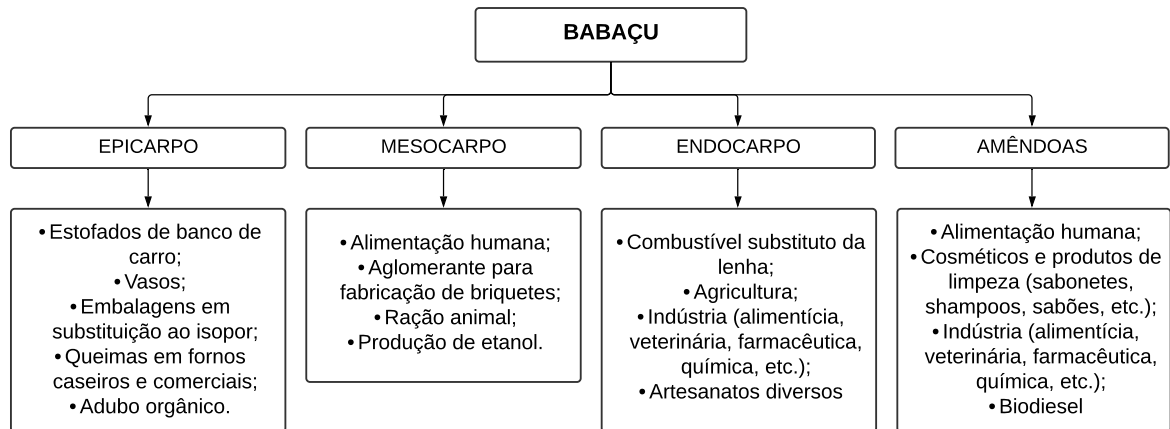 BABAÇU
EPICARPO
MESOCARPO
ENDOCARPO
AMÊNDOAS
•Estofados de banco de
carro;
•Vasos;
•Embalagens em
substituição ao isopor;
•Queimas em fornos
caseiros e comerciais;
•Adubo orgânico.
•Alimentação humana;
•Aglomerante para
fabricação de briquetes;
•Ração animal;
•Produção de etanol.
•Combustível substituto da
lenha;
•Agricultura;
•Indústria (alimentícia,
veterinária, farmacêutica,
química, etc.);
•Artesanatos diversos
•Alimentação humana;
•Cosméticos e produtos de
limpeza (sabonetes,
shampoos, sabões, etc.);
•Indústria (alimentícia,
veterinária, farmacêutica,
química, etc.);
•Biodiesel